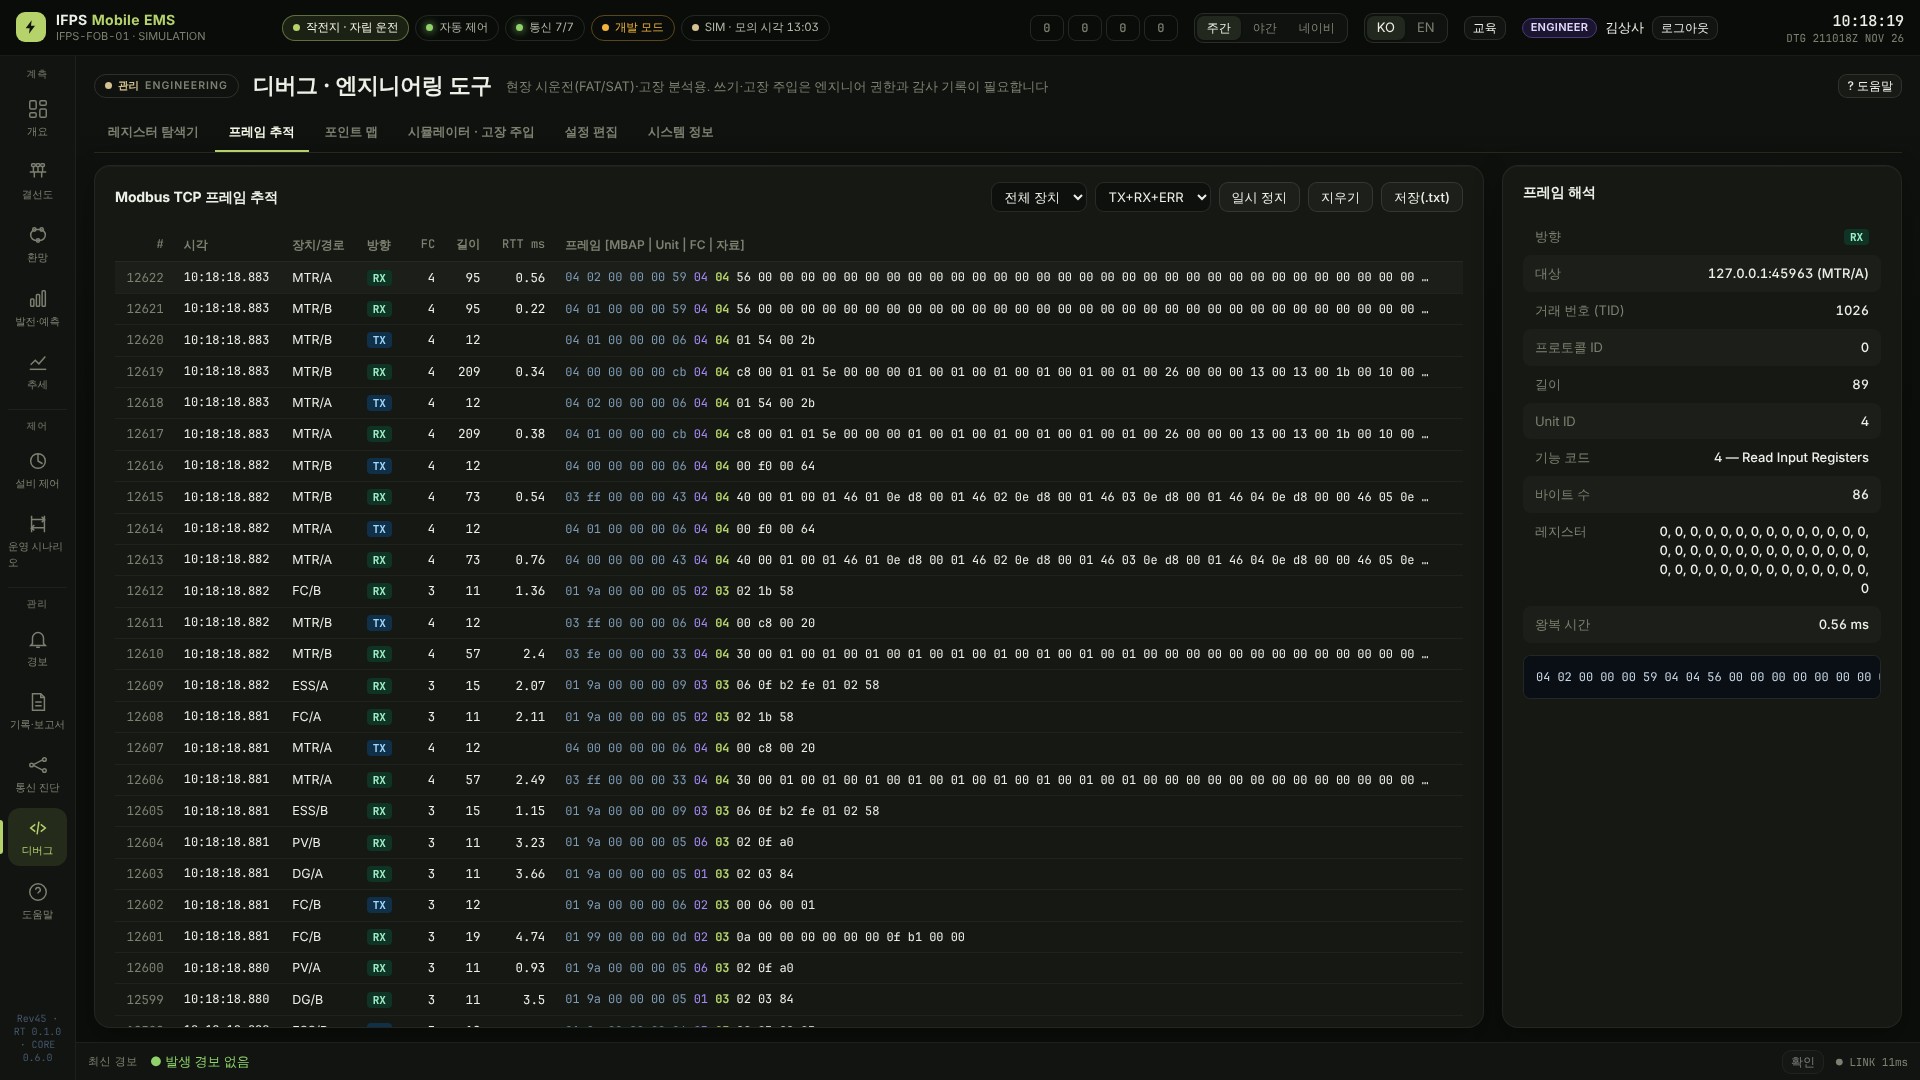 IFPS Mobile EMS
IFPS-FOB-01 · SIMULATION
작전지 · 자립 운전
자동 제어
통신 7/7
개발 모드
SIM · 모의 시각 13:03
0 0 0 0
주간 야간 네이비
KO EN
교육
ENGINEER 김상사 로그아웃
10:18:19
DTG 211018Z NOV 26
계측
개요
결선도
환망
발전·예측
추세
제어
설비 제어
운영 시나리오
관리
경보
기록·보고서
통신 진단
디버그
도움말
Rev45 ·
RT 0.1.0
· CORE
0.6.0
관리 ENGINEERING
디버그 · 엔지니어링 도구
현장 시운전(FAT/SAT)·고장 분석용. 쓰기·고장 주입은 엔지니어 권한과 감사 기록이 필요합니다
? 도움말
레지스터 탐색기 프레임 추적 포인트 맵 시뮬레이터 · 고장 주입 설정 편집 시스템 정보
Modbus TCP 프레임 추적
전체 장치 TX+RX+ERR 일시 정지 지우기 저장(.txt)
# 시각 장치/경로 방향 FC 길이 RTT ms 프레임 [MBAP | Unit | FC | 자료]
12622 10:18:18.883 MTR/A RX 4 95 0.56 04 02 00 00 00 59 04 04 56 00 00 00 00 00 00 00 00 00 00 00 00 00 00 00 00 00 00 00 00 00 00 00 00 00 00 00 00 00 00 00 …
12621 10:18:18.883 MTR/B RX 4 95 0.22 04 01 00 00 00 59 04 04 56 00 00 00 00 00 00 00 00 00 00 00 00 00 00 00 00 00 00 00 00 00 00 00 00 00 00 00 00 00 00 00 …
12620 10:18:18.883 MTR/B TX 4 12 04 01 00 00 00 06 04 04 01 54 00 2b
12619 10:18:18.883 MTR/B RX 4 209 0.34 04 00 00 00 00 cb 04 04 c8 00 01 01 5e 00 00 00 01 00 01 00 01 00 01 00 01 00 01 00 26 00 00 00 13 00 13 00 1b 00 10 00 …
12618 10:18:18.883 MTR/A TX 4 12 04 02 00 00 00 06 04 04 01 54 00 2b
12617 10:18:18.883 MTR/A RX 4 209 0.38 04 01 00 00 00 cb 04 04 c8 00 01 01 5e 00 00 00 01 00 01 00 01 00 01 00 01 00 01 00 26 00 00 00 13 00 13 00 1b 00 10 00 …
12616 10:18:18.882 MTR/B TX 4 12 04 00 00 00 00 06 04 04 00 f0 00 64
12615 10:18:18.882 MTR/B RX 4 73 0.54 03 ff 00 00 00 43 04 04 40 00 01 00 01 46 01 0e d8 00 01 46 02 0e d8 00 01 46 03 0e d8 00 01 46 04 0e d8 00 00 46 05 0e …
12614 10:18:18.882 MTR/A TX 4 12 04 01 00 00 00 06 04 04 00 f0 00 64
12613 10:18:18.882 MTR/A RX 4 73 0.76 04 00 00 00 00 43 04 04 40 00 01 00 01 46 01 0e d8 00 01 46 02 0e d8 00 01 46 03 0e d8 00 01 46 04 0e d8 00 00 46 05 0e …
12612 10:18:18.882 FC/B RX 3 11 1.36 01 9a 00 00 00 05 02 03 02 1b 58
12611 10:18:18.882 MTR/B TX 4 12 03 ff 00 00 00 06 04 04 00 c8 00 20
12610 10:18:18.882 MTR/B RX 4 57 2.4 03 fe 00 00 00 33 04 04 30 00 01 00 01 00 01 00 01 00 01 00 01 00 01 00 01 00 01 00 00 00 00 00 00 00 00 00 00 00 00 00 …
12609 10:18:18.882 ESS/A RX 3 15 2.07 01 9a 00 00 00 09 03 03 06 0f b2 fe 01 02 58
12608 10:18:18.881 FC/A RX 3 11 2.11 01 9a 00 00 00 05 02 03 02 1b 58
12607 10:18:18.881 MTR/A TX 4 12 04 00 00 00 00 06 04 04 00 c8 00 20
12606 10:18:18.881 MTR/A RX 4 57 2.49 03 ff 00 00 00 33 04 04 30 00 01 00 01 00 01 00 01 00 01 00 01 00 01 00 01 00 01 00 00 00 00 00 00 00 00 00 00 00 00 00 …
12605 10:18:18.881 ESS/B RX 3 15 1.15 01 9a 00 00 00 09 03 03 06 0f b2 fe 01 02 58
12604 10:18:18.881 PV/B RX 3 11 3.23 01 9a 00 00 00 05 06 03 02 0f a0
12603 10:18:18.881 DG/A RX 3 11 3.66 01 9a 00 00 00 05 01 03 02 03 84
12602 10:18:18.881 FC/B TX 3 12 01 9a 00 00 00 06 02 03 00 06 00 01
12601 10:18:18.881 FC/B RX 3 19 4.74 01 99 00 00 00 0d 02 03 0a 00 00 00 00 00 00 0f b1 00 00
12600 10:18:18.880 PV/A RX 3 11 0.93 01 9a 00 00 00 05 06 03 02 0f a0
12599 10:18:18.880 DG/B RX 3 11 3.5 01 9a 00 00 00 05 01 03 02 03 84
프레임 해석
방향 RX
대상 127.0.0.1:45963 (MTR/A)
거래 번호 (TID) 1026
프로토콜 ID 0
길이 89
Unit ID 4
기능 코드 4 — Read Input Registers
바이트 수 86
레지스터 0, 0, 0, 0, 0, 0, 0, 0, 0, 0, 0, 0, 0, 0,
0, 0, 0, 0, 0, 0, 0, 0, 0, 0, 0, 0, 0, 0,
0, 0, 0, 0, 0, 0, 0, 0, 0, 0, 0, 0, 0, 0,
0
왕복 시간 0.56 ms
04 02 00 00 00 59 04 04 56 00 00 00 00 00 00 00
최신 경보 발생 경보 없음
확인 LINK 11ms